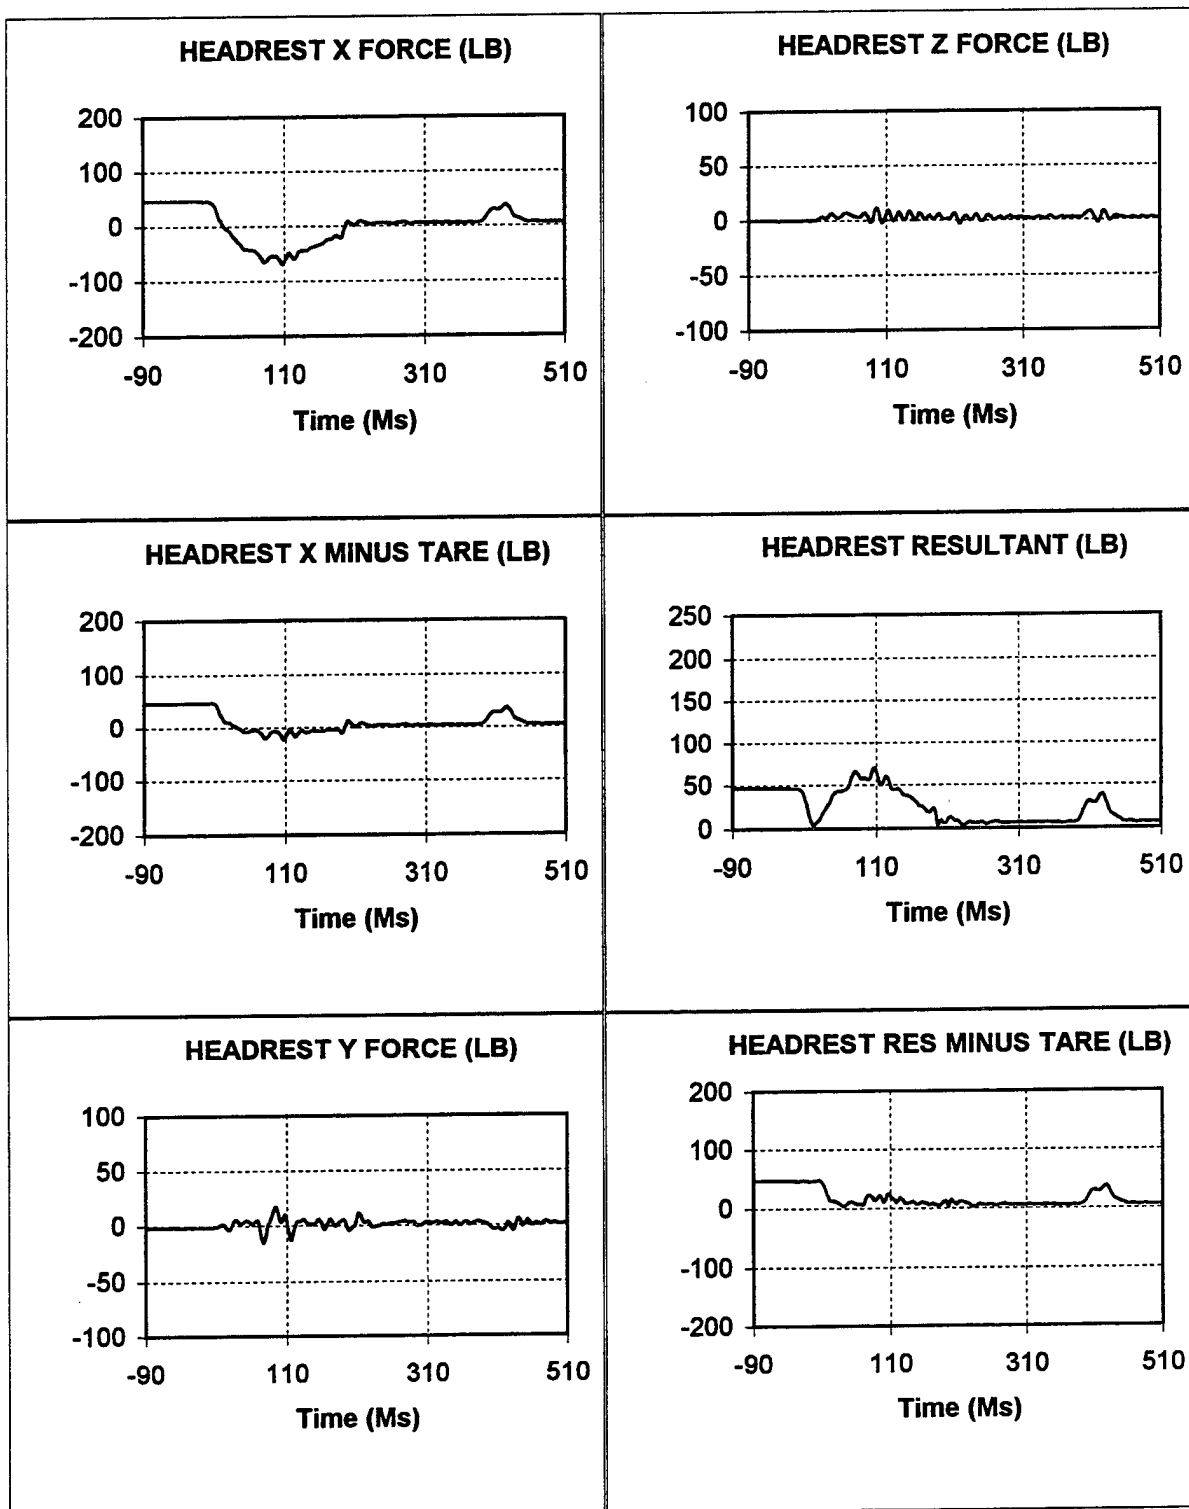 HEADREST X FORCE (LB)
200
100
0
-100
-200
-90 110 310 510
Time (Ms)
HEADREST Z FORCE (LB)
100
50
0
-50
-100
-90 110 310 510
Time (Ms)
HEADREST X MINUS TARE (LB)
200
100
0
-100
-200
-90 110 310 510
Time (Ms)
HEADREST RESULTANT (LB)
250
200
150
100
50
0
-90 110 310 510
Time (Ms)
HEADREST Y FORCE (LB)
100
50
0
-50
-100
-90 110 310 510
Time (Ms)
HEADREST RES MINUS TARE (LB)
200
100
0
-100
-200
-90 110 310 510
Time (Ms)